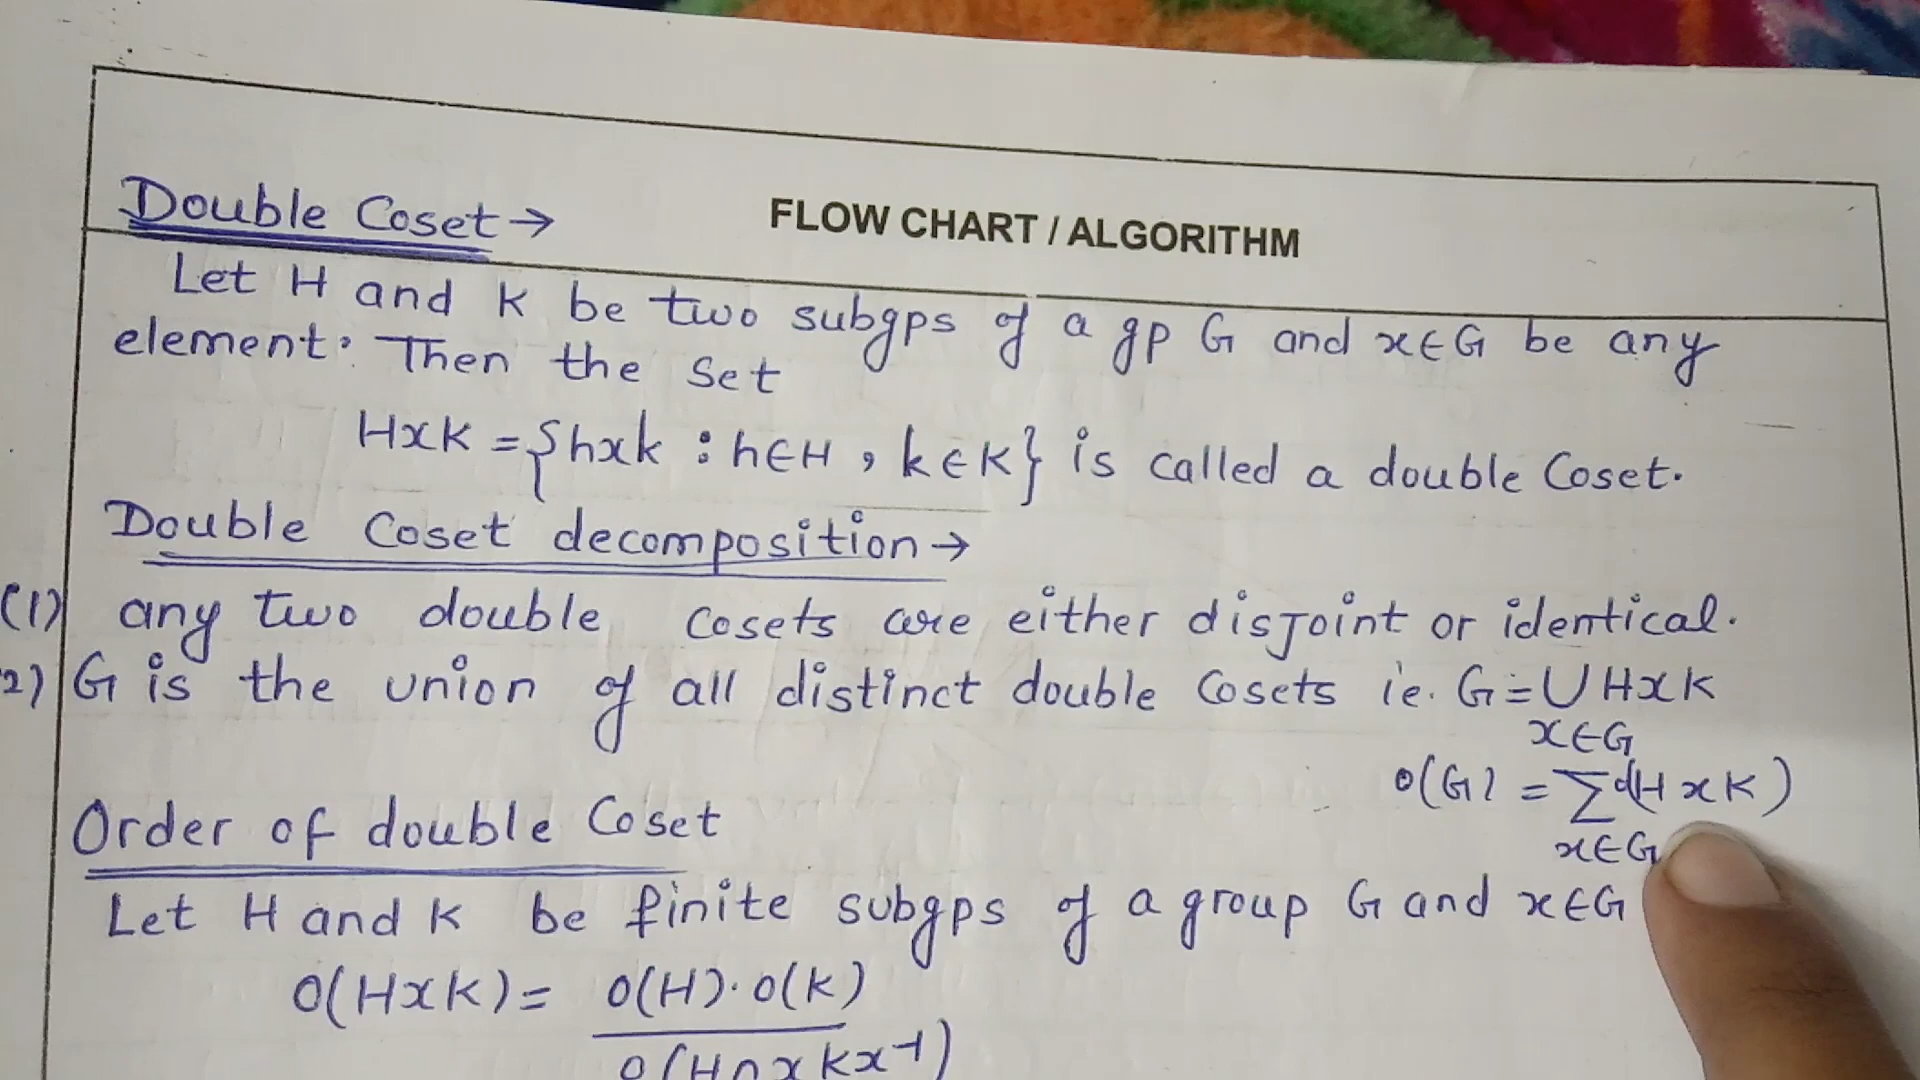 Double Coset →
FLOW CHART / ALGORITHM
Let H and K be two subgps of a gp G and x∈G be any
element. Then the set
HxK = {hxk : h∈H, k∈K} is called a double Coset.
Double Coset decomposition →
(1) any two double cosets are either disjoint or identical.
2) G is the union of all distinct double Cosets ie. G = ∪ HxK
x∈G
o(G) = ∑ o(HxK)
x∈G
Order of double Coset
Let H and K be finite subgps of a group G and x∈G
O(HxK) = O(H). O(K)
O(H∩xKx-1)